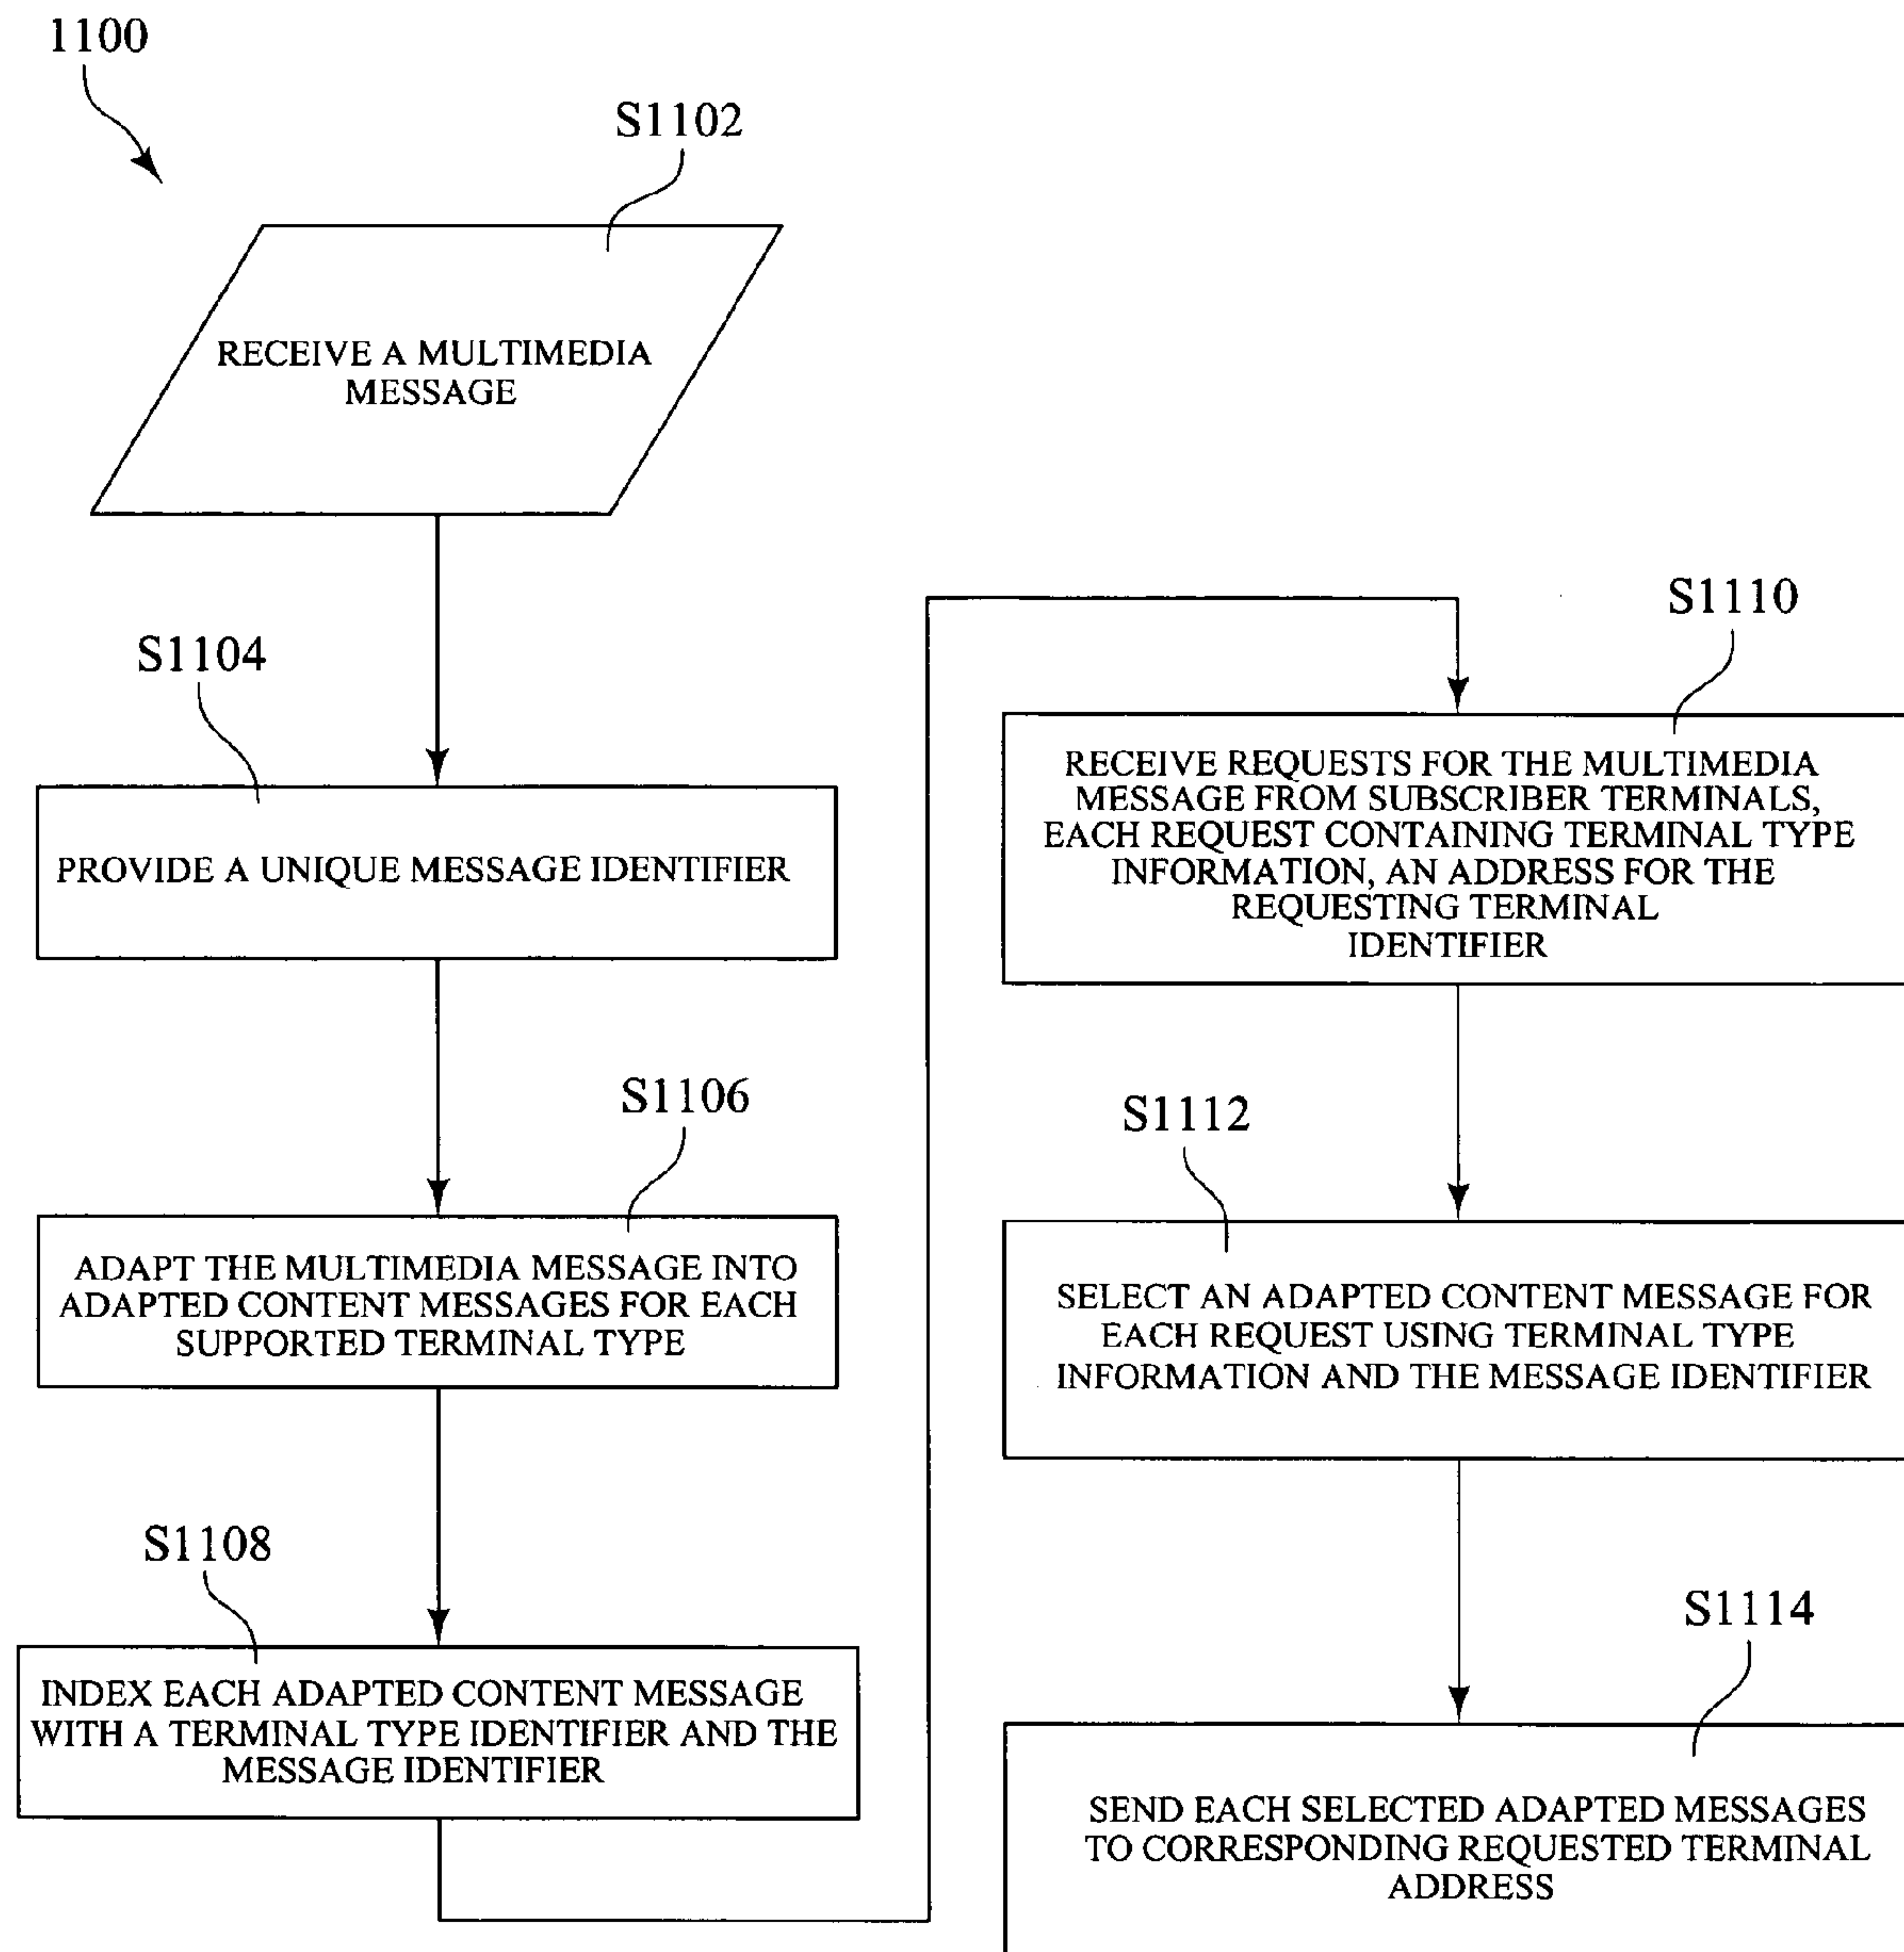 1100
S1102
RECEIVE A MULTIMEDIA
MESSAGE
S1104
PROVIDE A UNIQUE MESSAGE IDENTIFIER
S1106
ADAPT THE MULTIMEDIA MESSAGE INTO
ADAPTED CONTENT MESSAGES FOR EACH
SUPPORTED TERMINAL TYPE
S1108
INDEX EACH ADAPTED CONTENT MESSAGE
WITH A TERMINAL TYPE IDENTIFIER AND THE
MESSAGE IDENTIFIER
S1110
RECEIVE REQUESTS FOR THE MULTIMEDIA
MESSAGE FROM SUBSCRIBER TERMINALS,
EACH REQUEST CONTAINING TERMINAL TYPE
INFORMATION, AN ADDRESS FOR THE
REQUESTING TERMINAL
IDENTIFIER
S1112
SELECT AN ADAPTED CONTENT MESSAGE FOR
EACH REQUEST USING TERMINAL TYPE
INFORMATION AND THE MESSAGE IDENTIFIER
S1114
SEND EACH SELECTED ADAPTED MESSAGES
TO CORRESPONDING REQUESTED TERMINAL
ADDRESS